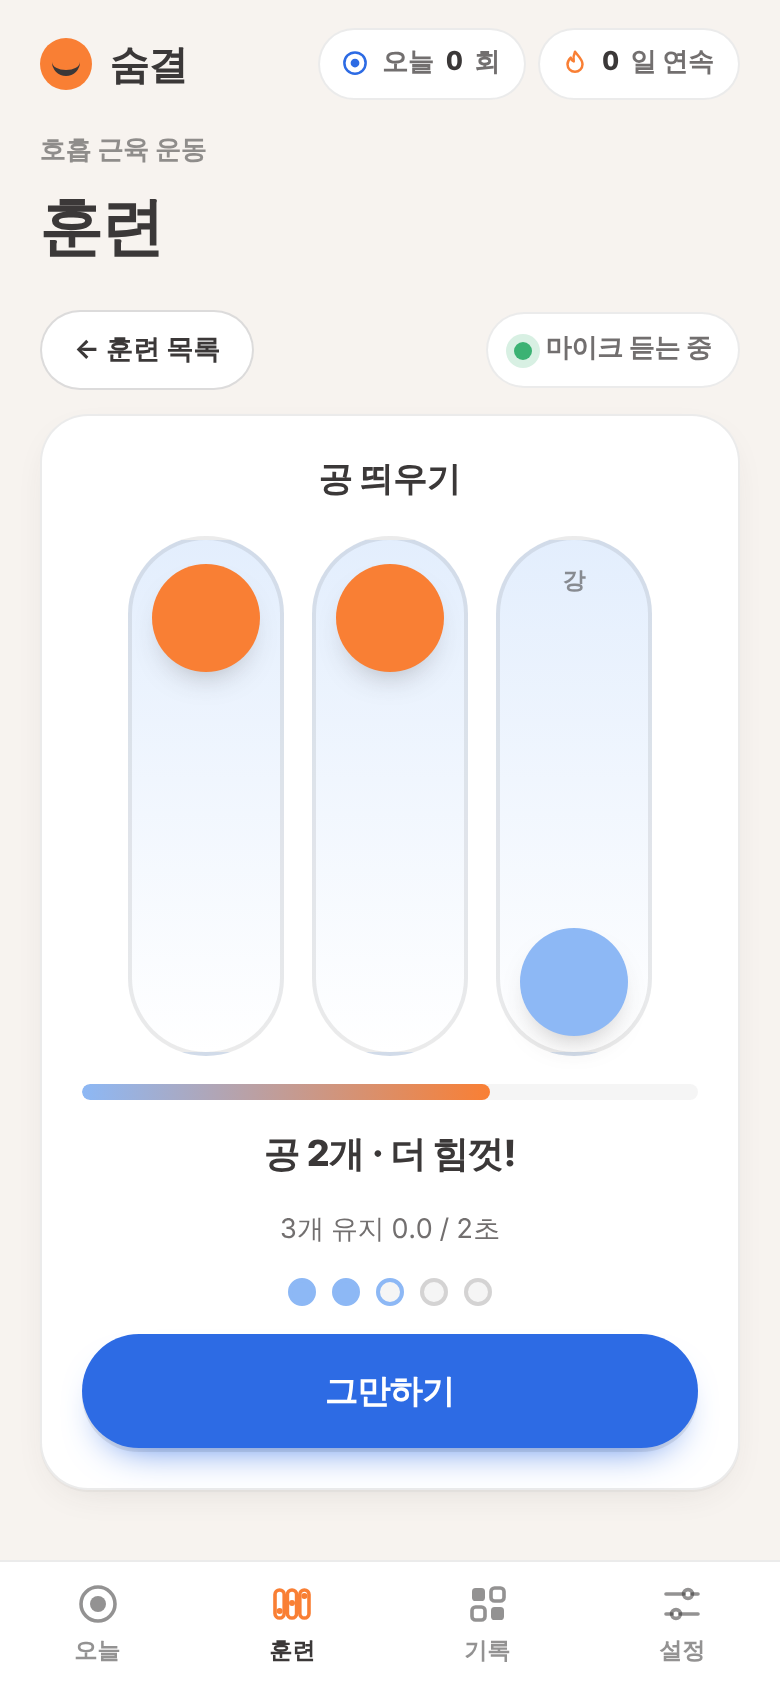 숨결
오늘 0 회
0 일 연속
호흡 근육 운동
훈련
← 훈련 목록
마이크 듣는 중
공 띄우기
강
공 2개 · 더 힘껏!
3개 유지 0.0 / 2초
그만하기
오늘
훈련
기록
설정